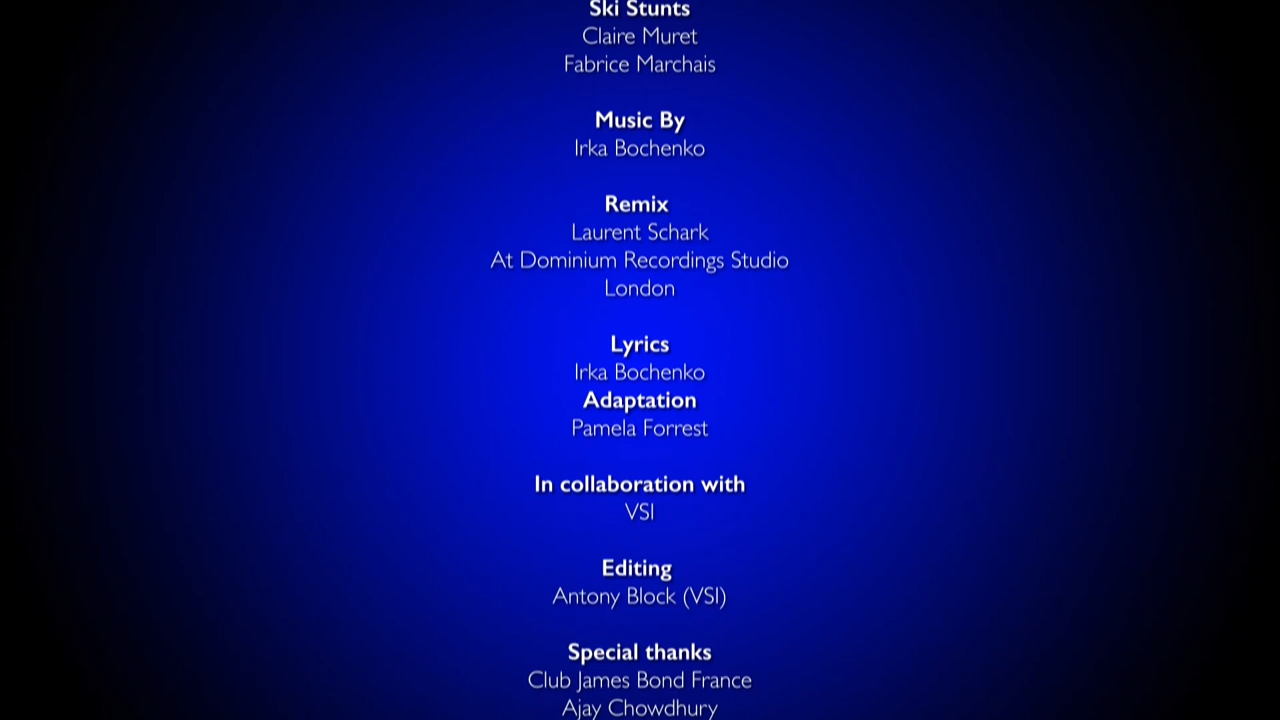 Ski Stunts
Claire Muret
Fabrice Marchais
Music By
Irka Bochenko
Remix
Laurent Schark
At Dominium Recordings Studio
London
Lyrics
Irka Bochenko
Adaptation
Pamela Forrest
In collaboration with
VSI
Editing
Antony Block (VSI)
Special thanks
Club James Bond France
Ajay Chowdhury